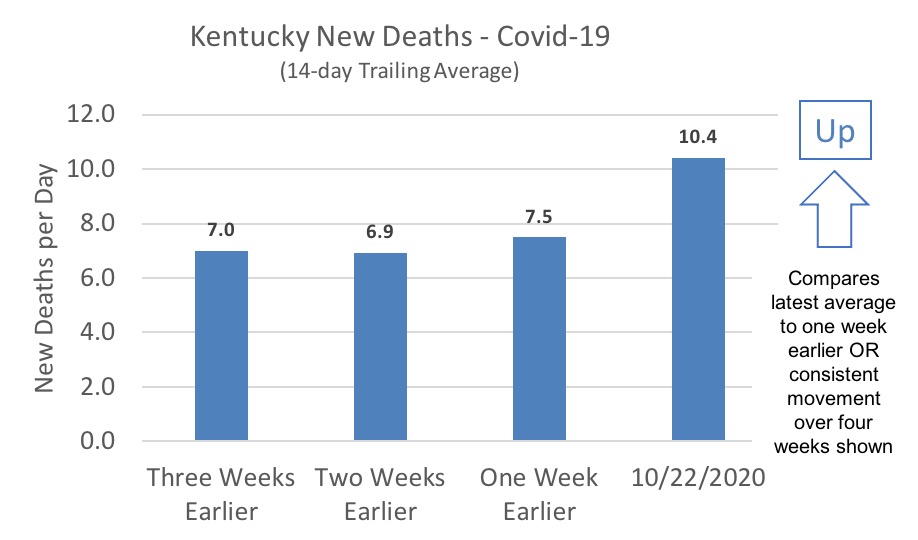 Kentucky New Deaths - Covid-19
(14-day Trailing Average)
New Deaths per Day
12.0
10.0
8.0
6.0
4.0
2.0
0.0
7.0
6.9
7.5
10.4
Three Weeks
Earlier
Two Weeks
Earlier
One Week
Earlier
10/22/2020
Up
Compares
latest average
to one week
earlier OR
consistent
movement
over four
weeks shown